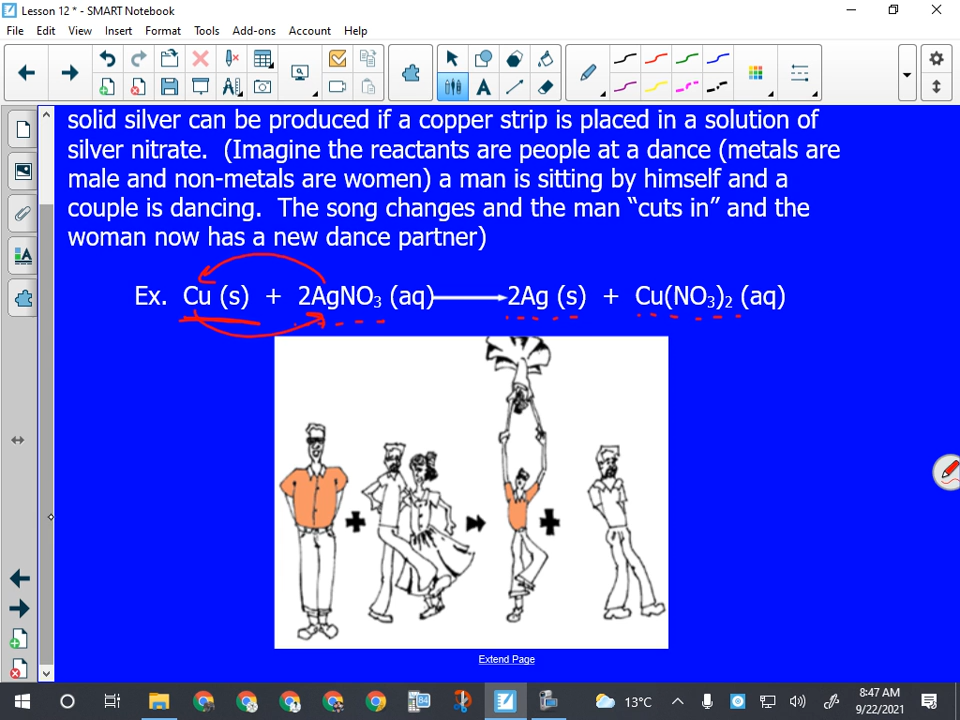 Lesson 12 * - SMART Notebook
File Edit View Insert Format Tools Add-ons Account Help
solid silver can be produced if a copper strip is placed in a solution of
silver nitrate. (Imagine the reactants are people at a dance (metals are
male and non-metals are women) a man is sitting by himself and a
couple is dancing. The song changes and the man “cuts in” and the
woman now has a new dance partner)
Ex. Cu (s) + 2AgNO₃ (aq) → 2Ag (s) + Cu(NO₃)₂ (aq)
Extend Page
13°C
8:47 AM
9/22/2021